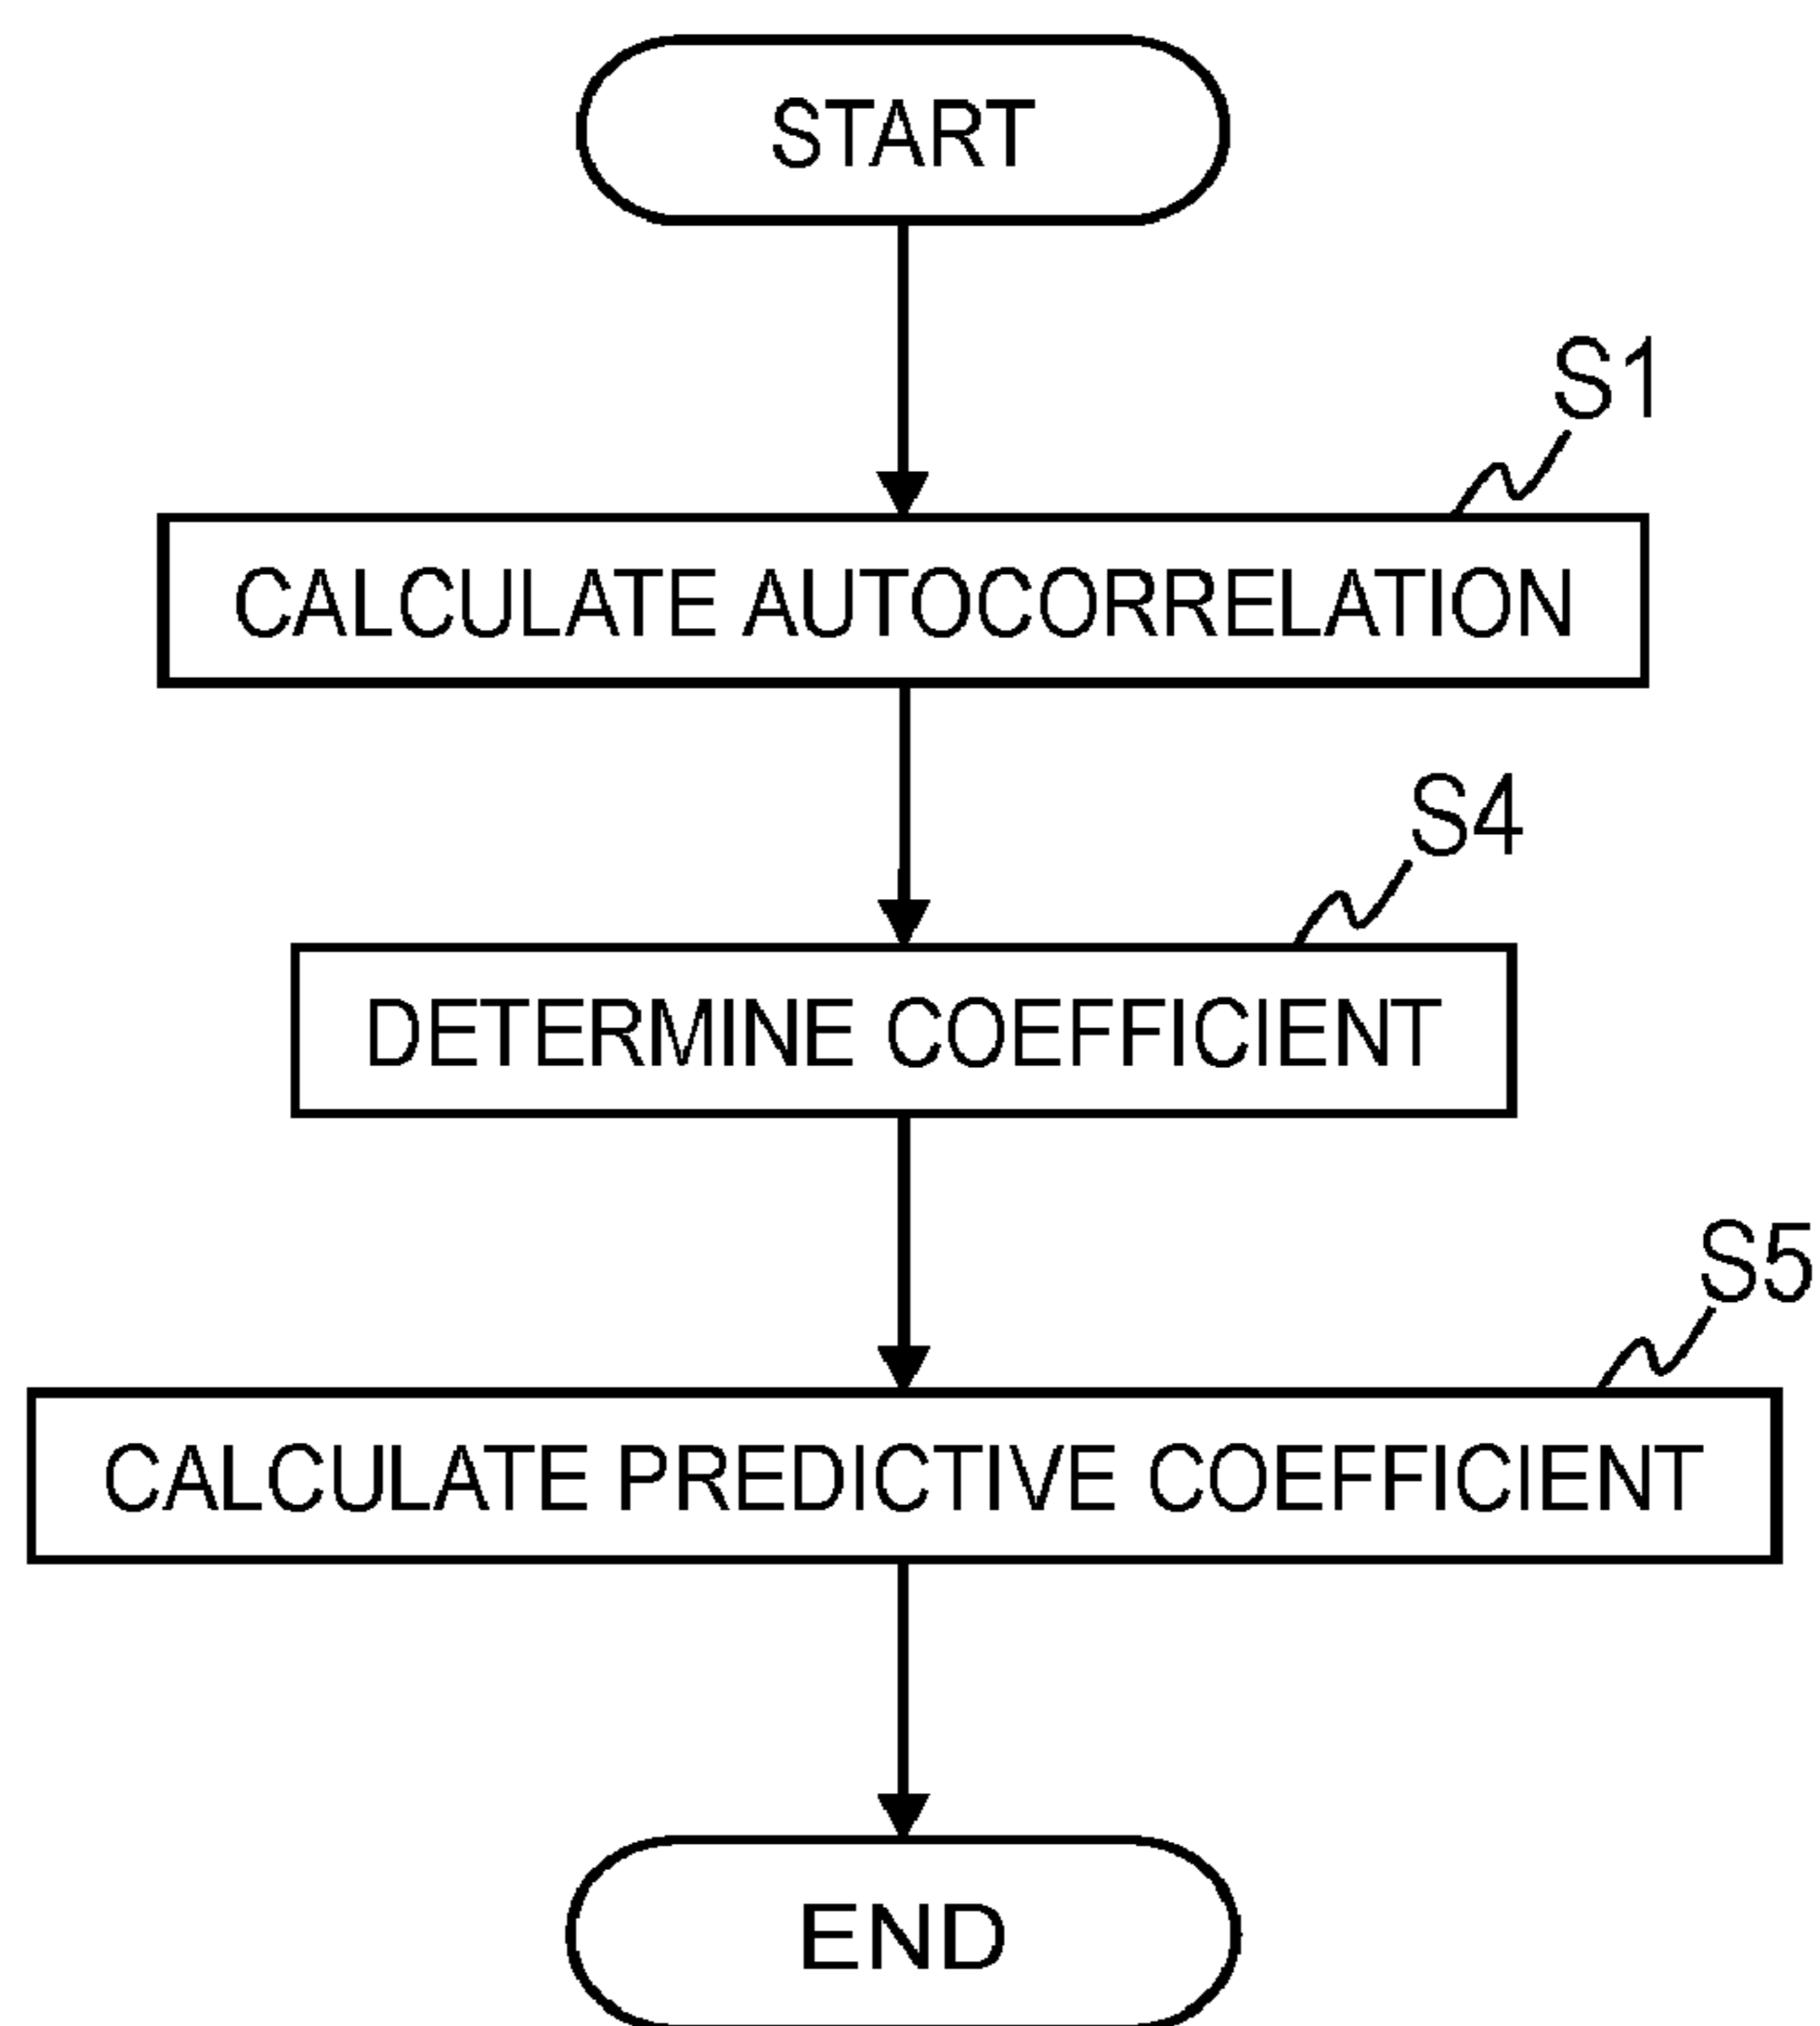 START
S1
CALCULATE AUTOCORRELATION
S4
DETERMINE COEFFICIENT
S5
CALCULATE PREDICTIVE COEFFICIENT
END